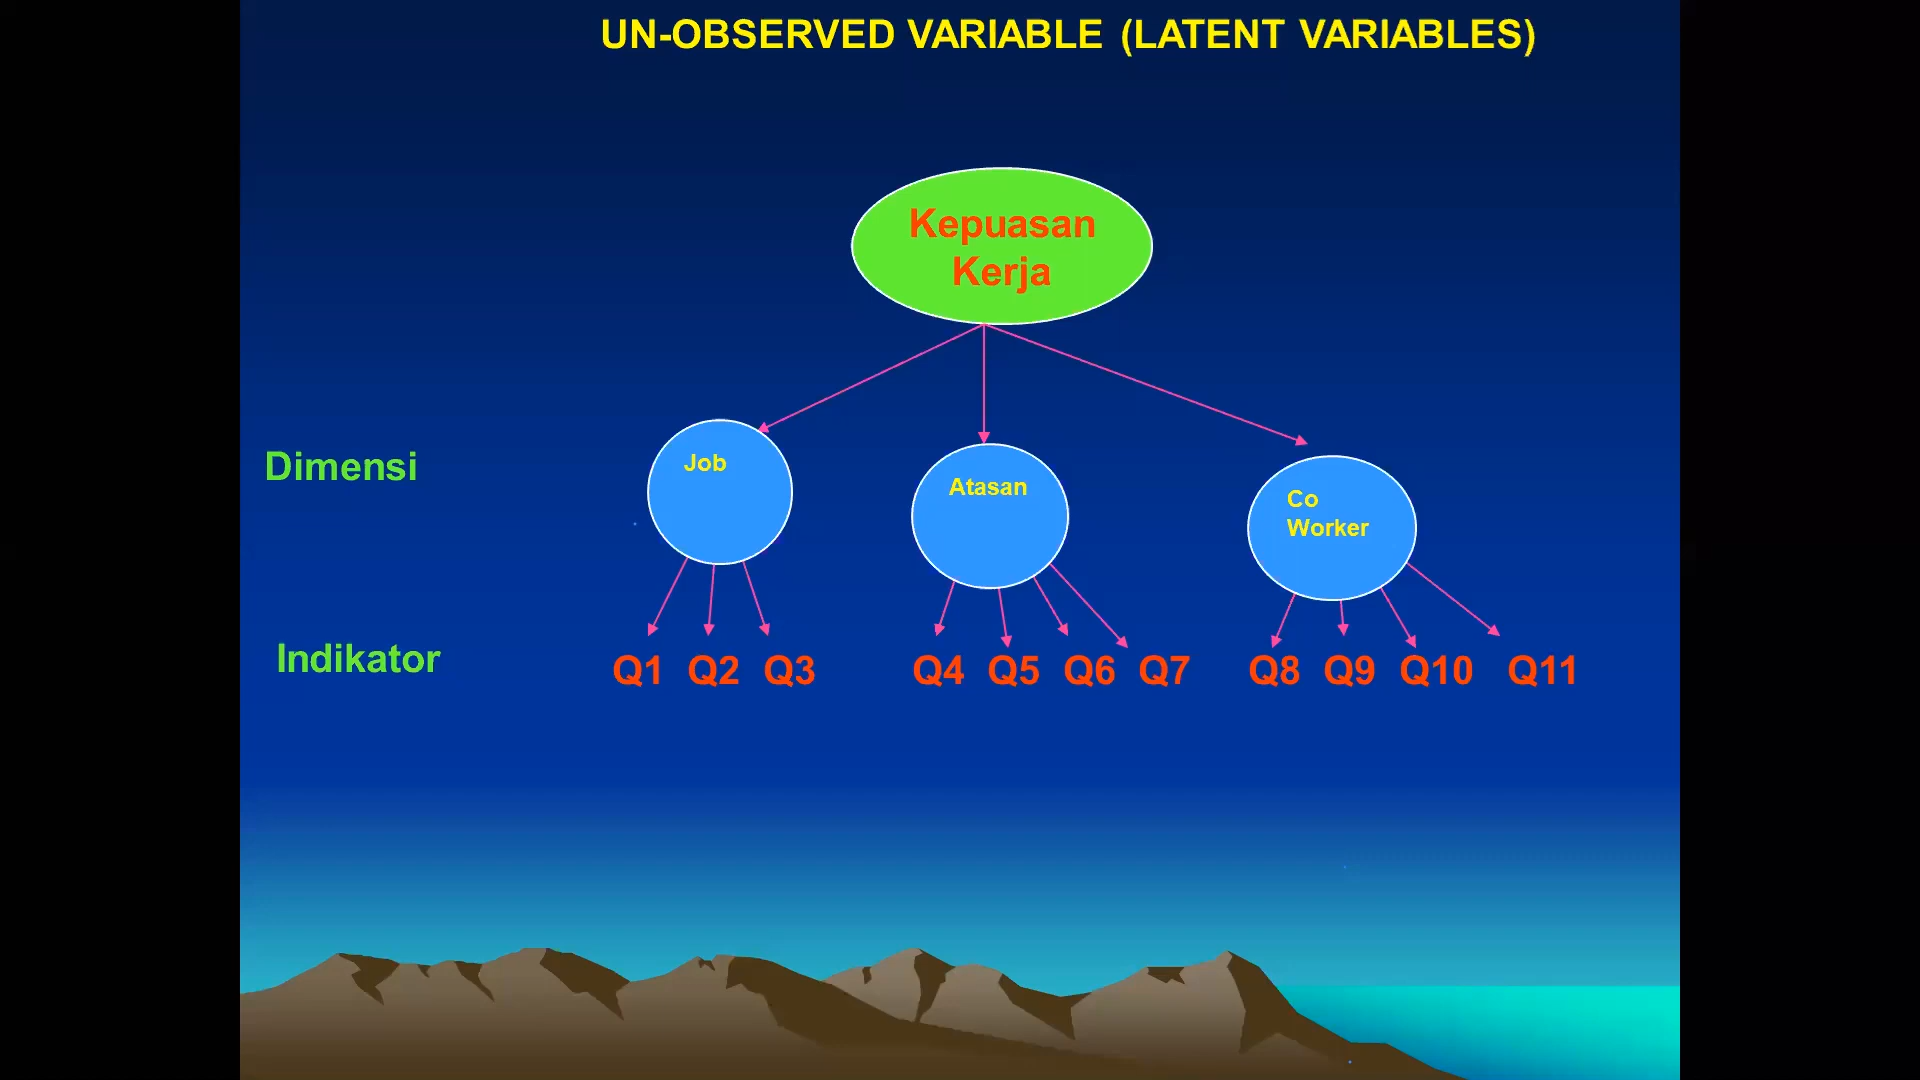 UN-OBSERVED VARIABLE (LATENT VARIABLES)
Kepuasan
Kerja
Dimensi
Job
Atasan
Co
Worker
Indikator
Q1 Q2 Q3 Q4 Q5 Q6 Q7 Q8 Q9 Q10 Q11